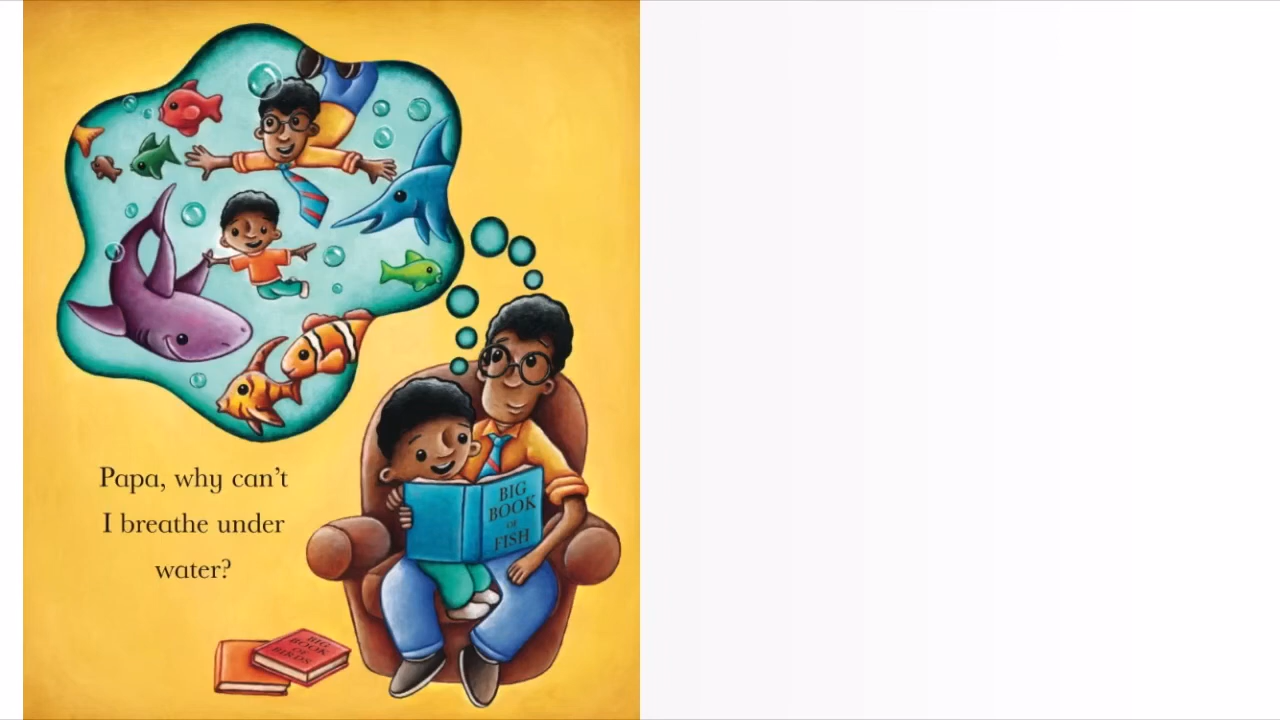 Papa, why can't
I breathe under
water?
BIG
BOOK
OF
FISH
BIG
BOOK
OF
BIRDS